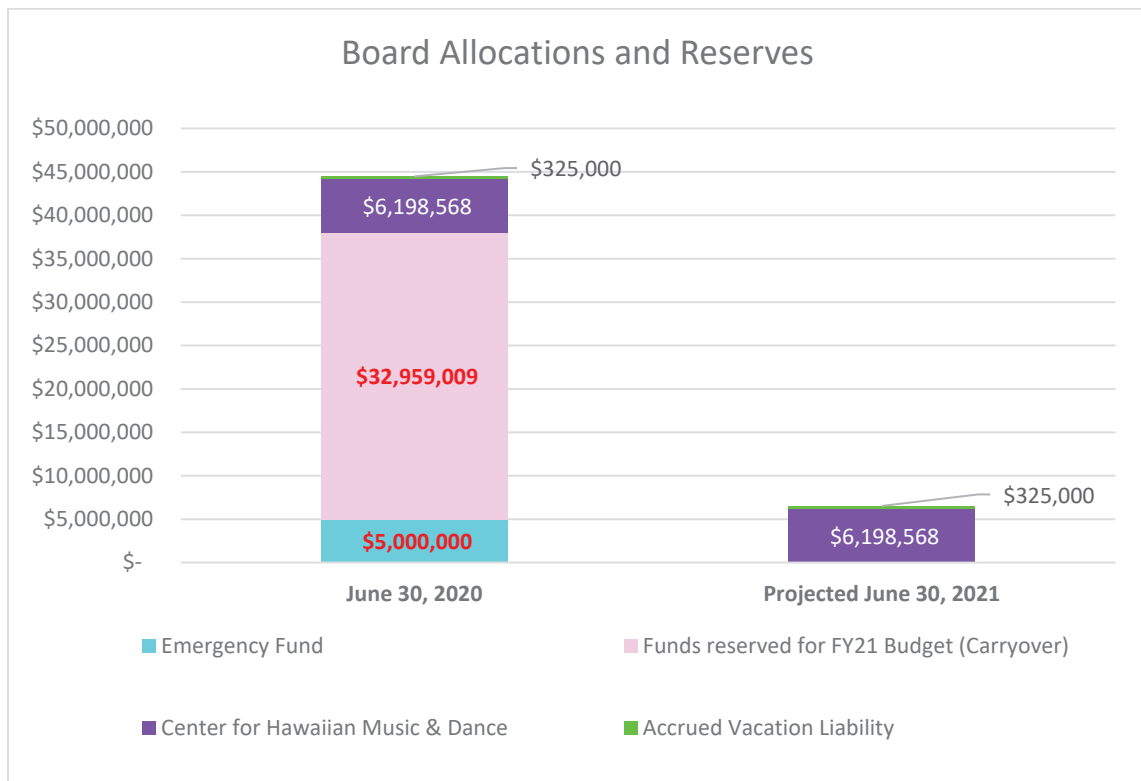 Board Allocations and Reserves
$50,000,000
$45,000,000
$40,000,000
$35,000,000
$30,000,000
$25,000,000
$20,000,000
$15,000,000
$10,000,000
$5,000,000
$-
$325,000
$6,198,568
$32,959,009
$5,000,000
$325,000
$6,198,568
June 30, 2020
Projected June 30, 2021
Emergency Fund
Funds reserved for FY21 Budget (Carryover)
Center for Hawaiian Music & Dance
Accrued Vacation Liability